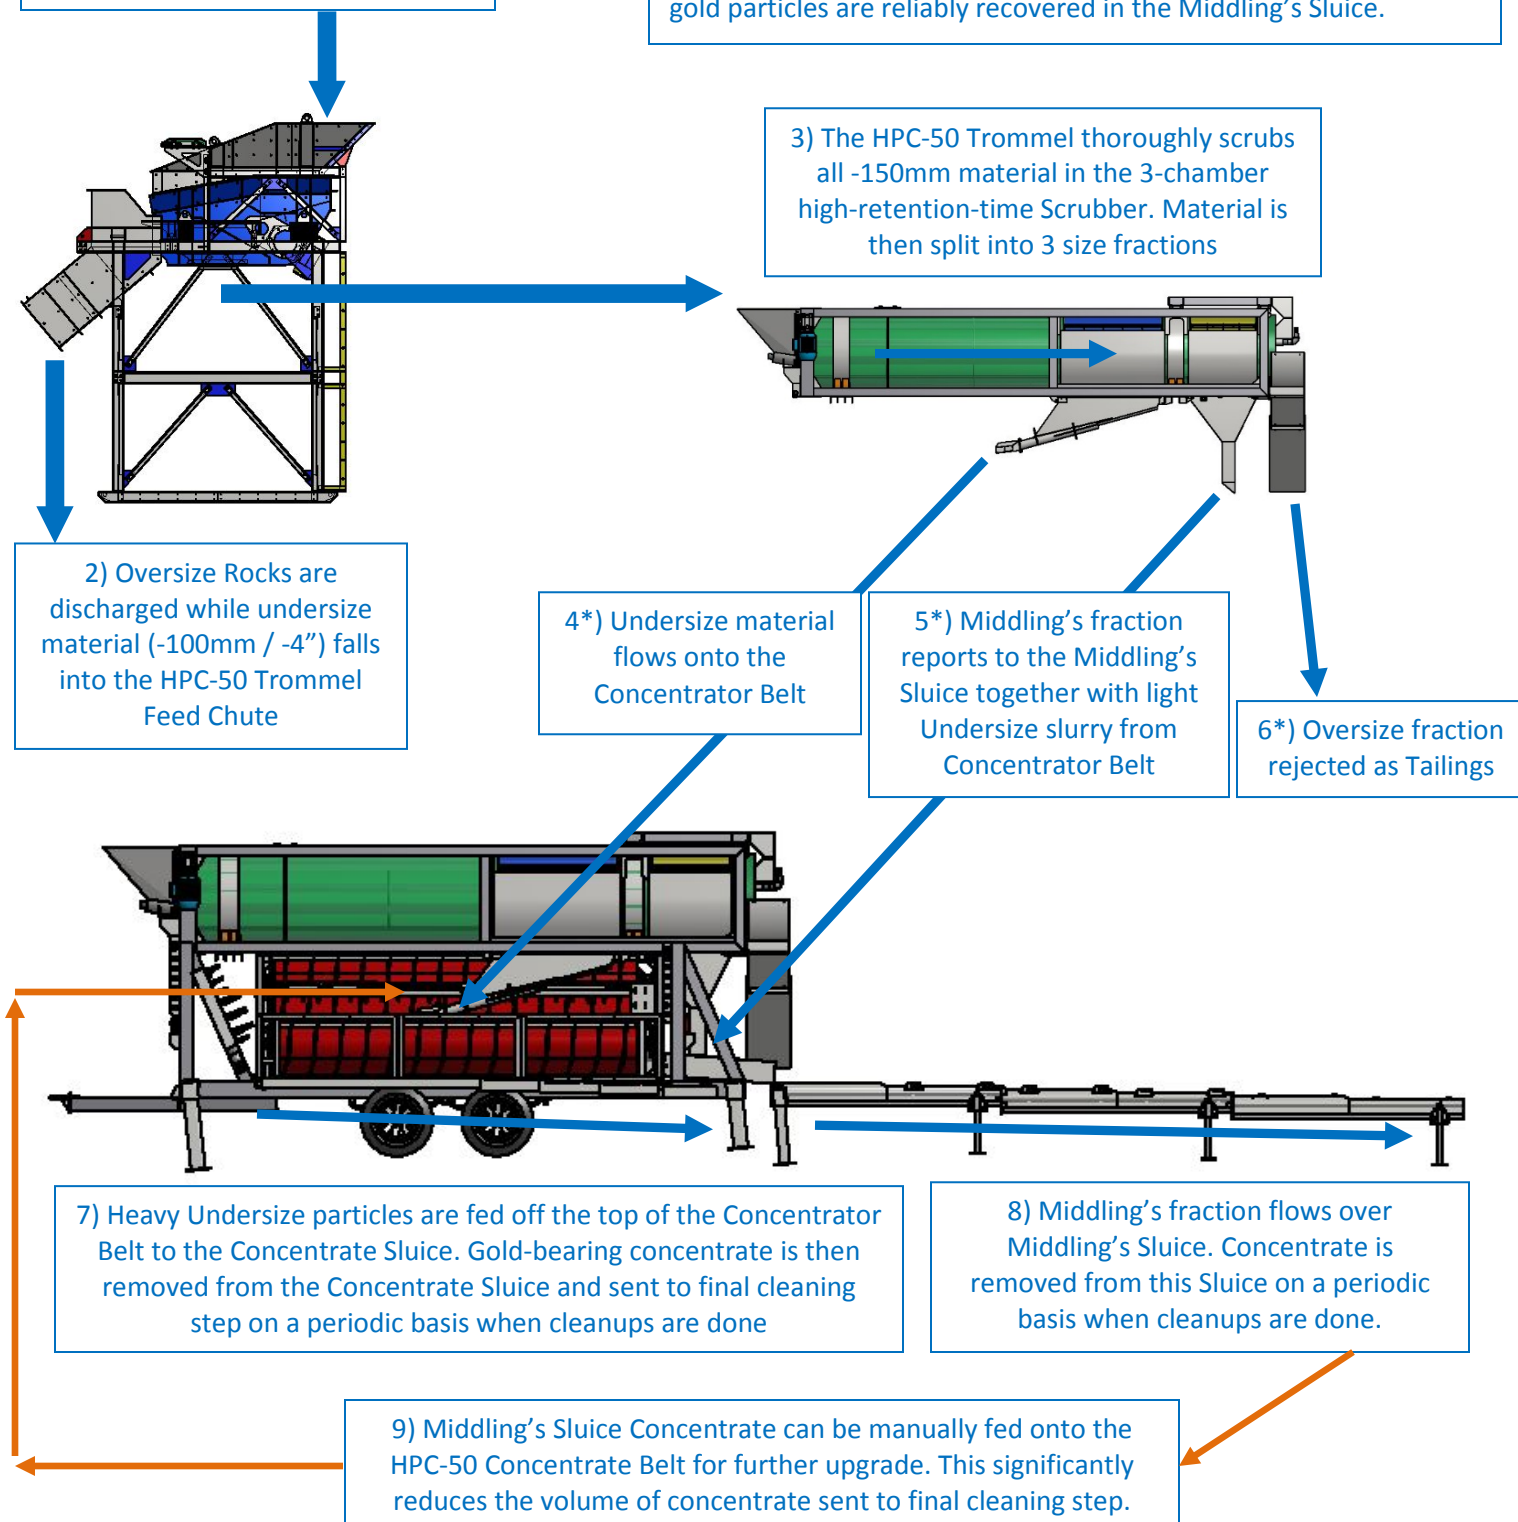 gold particles are reliably recovered in the Middling’s Sluice.
3) The HPC-50 Trommel thoroughly scrubs
all -150mm material in the 3-chamber
high-retention-time Scrubber. Material is
then split into 3 size fractions
2) Oversize Rocks are
discharged while undersize
material (-100mm / -4”) falls
into the HPC-50 Trommel
Feed Chute
4*) Undersize material
flows onto the
Concentrator Belt
5*) Middling’s fraction
reports to the Middling’s
Sluice together with light
Undersize slurry from
Concentrator Belt
6*) Oversize fraction
rejected as Tailings
7) Heavy Undersize particles are fed off the top of the Concentrator
Belt to the Concentrate Sluice. Gold-bearing concentrate is then
removed from the Concentrate Sluice and sent to final cleaning
step on a periodic basis when cleanups are done
8) Middling’s fraction flows over
Middling’s Sluice. Concentrate is
removed from this Sluice on a periodic
basis when cleanups are done.
9) Middling’s Sluice Concentrate can be manually fed onto the
HPC-50 Concentrate Belt for further upgrade. This significantly
reduces the volume of concentrate sent to final cleaning step.